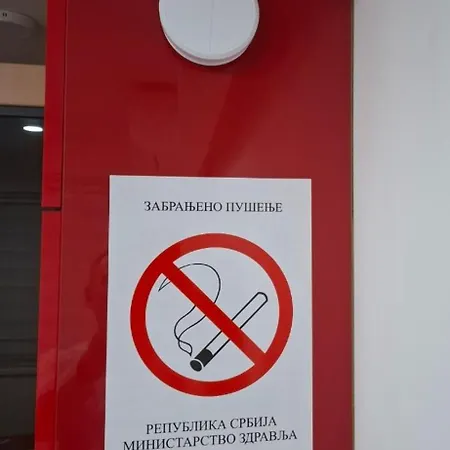 ЗАБРАЊЕНО ПУШЕЊЕ
РЕПУБЛИКА СРБИЈА
МИНИСТАРСТВО ЗДРАВЉА